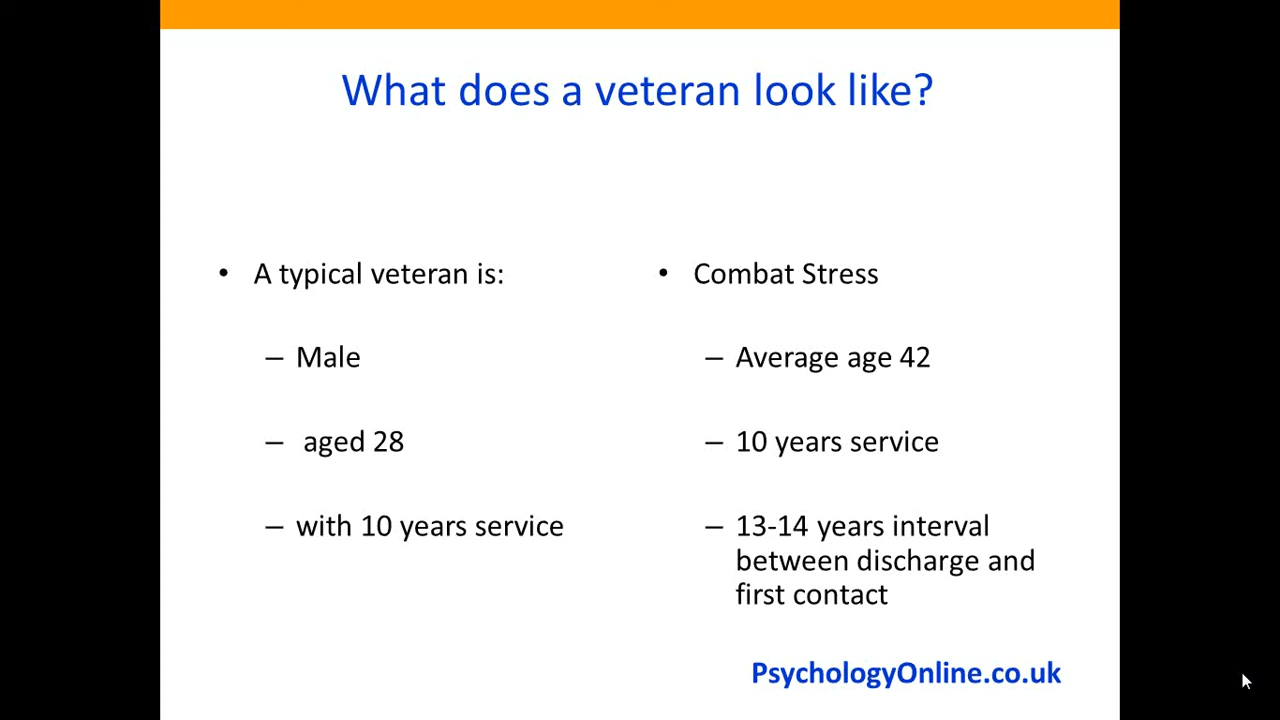 What does a veteran look like?
• A typical veteran is:
– Male
– aged 28
– with 10 years service
• Combat Stress
– Average age 42
– 10 years service
– 13-14 years interval
between discharge and
first contact
PsychologyOnline.co.uk